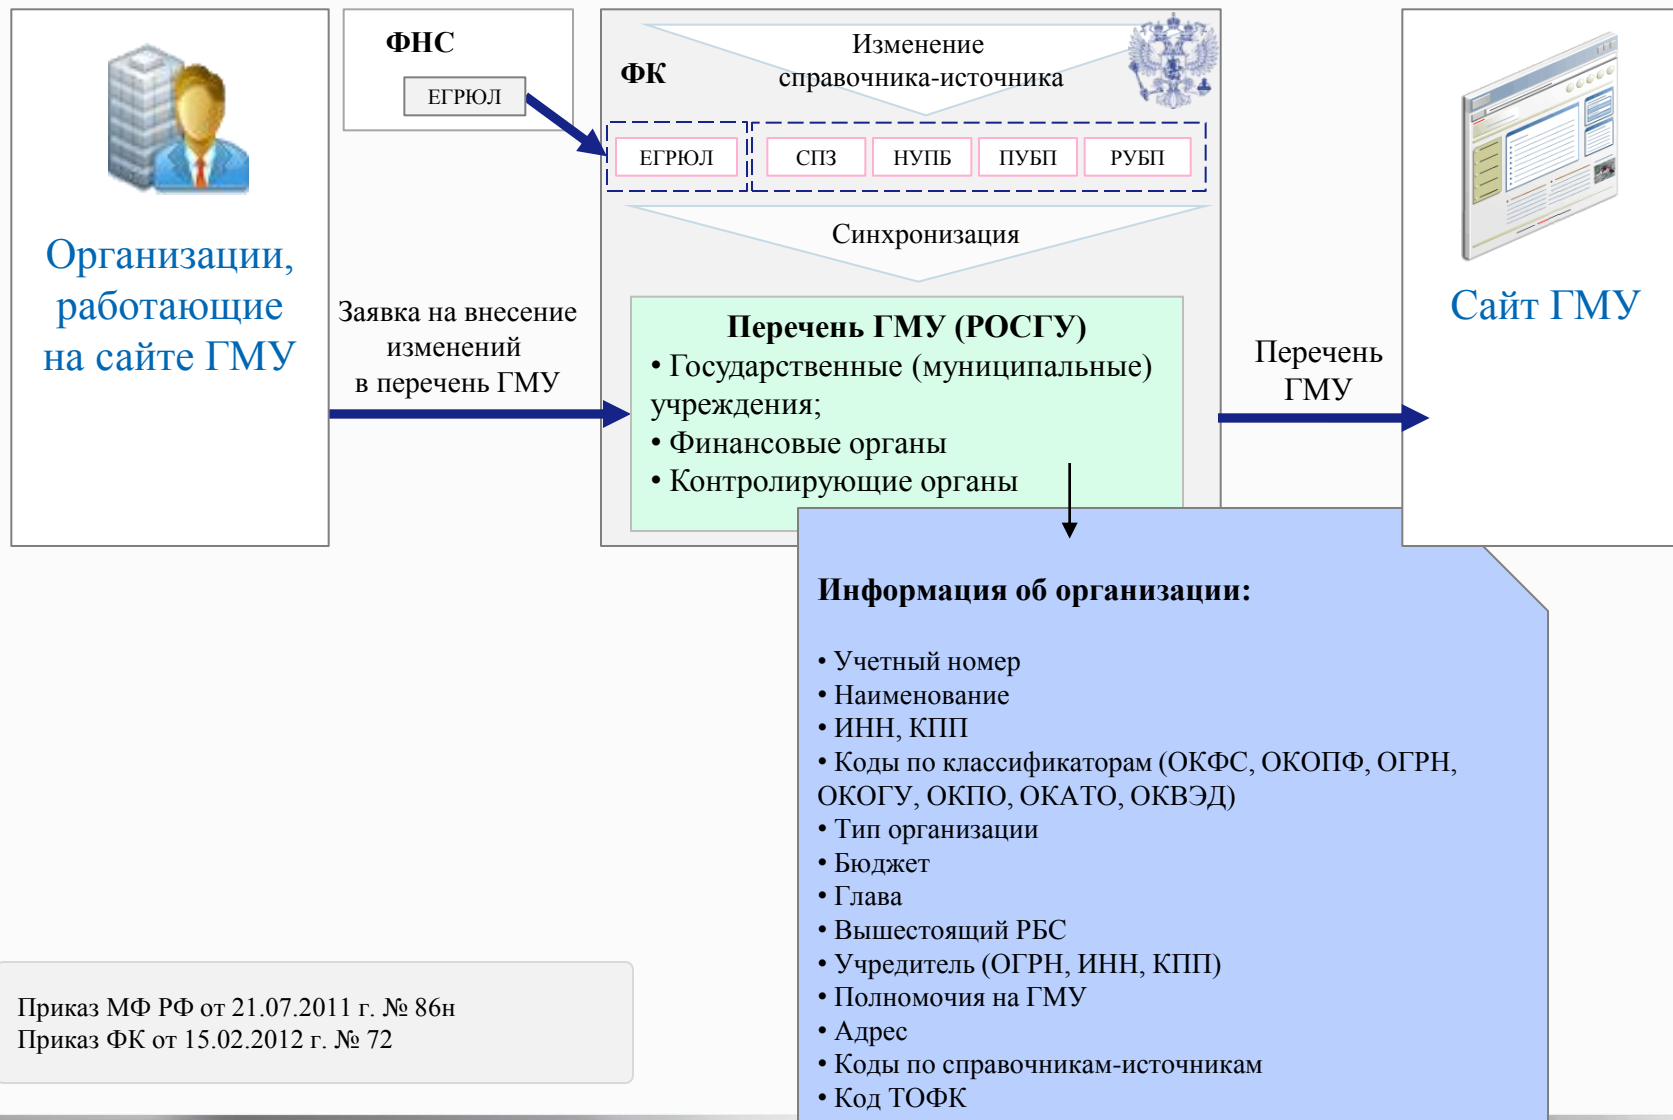 Организации,
работающие
на сайте ГМУ
ФНС
ЕГРЮЛ
Заявка на внесение
изменений
в перечень ГМУ
ФК
Изменение
справочника-источника
ЕГРЮЛ
СПЗ
НУПБ
ПУБП
РУБП
Синхронизация
Перечень ГМУ (РОСГУ)
• Государственные (муниципальные)
учреждения;
• Финансовые органы
• Контролирующие органы
Перечень
ГМУ
Сайт ГМУ
Информация об организации:
• Учетный номер
• Наименование
• ИНН, КПП
• Коды по классификаторам (ОКФС, ОКОПФ, ОГРН,
ОКОГУ, ОКПО, ОКАТО, ОКВЭД)
• Тип организации
• Бюджет
• Глава
• Вышестоящий РБС
• Учредитель (ОГРН, ИНН, КПП)
• Полномочия на ГМУ
• Адрес
• Коды по справочникам-источникам
• Код ТОФК
Приказ МФ РФ от 21.07.2011 г. № 86н
Приказ ФК от 15.02.2012 г. № 72